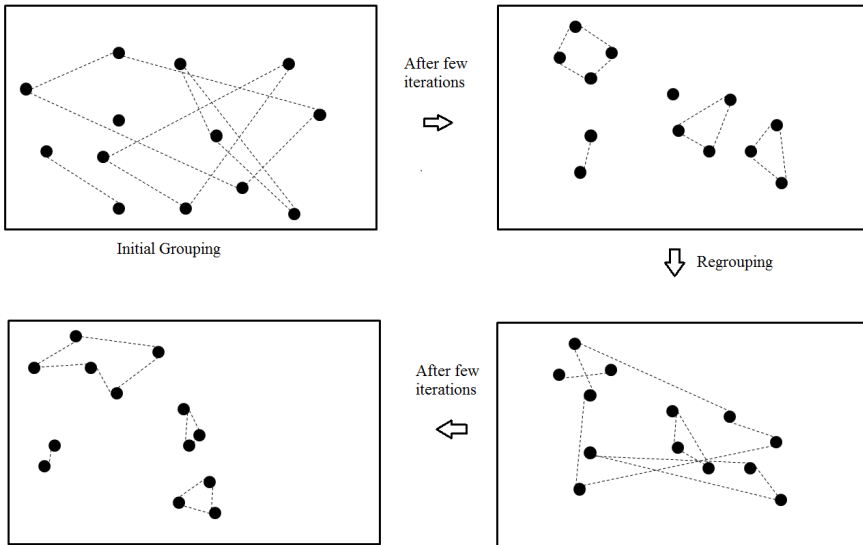 After few
iterations
Initial Grouping
Regrouping
After few
iterations